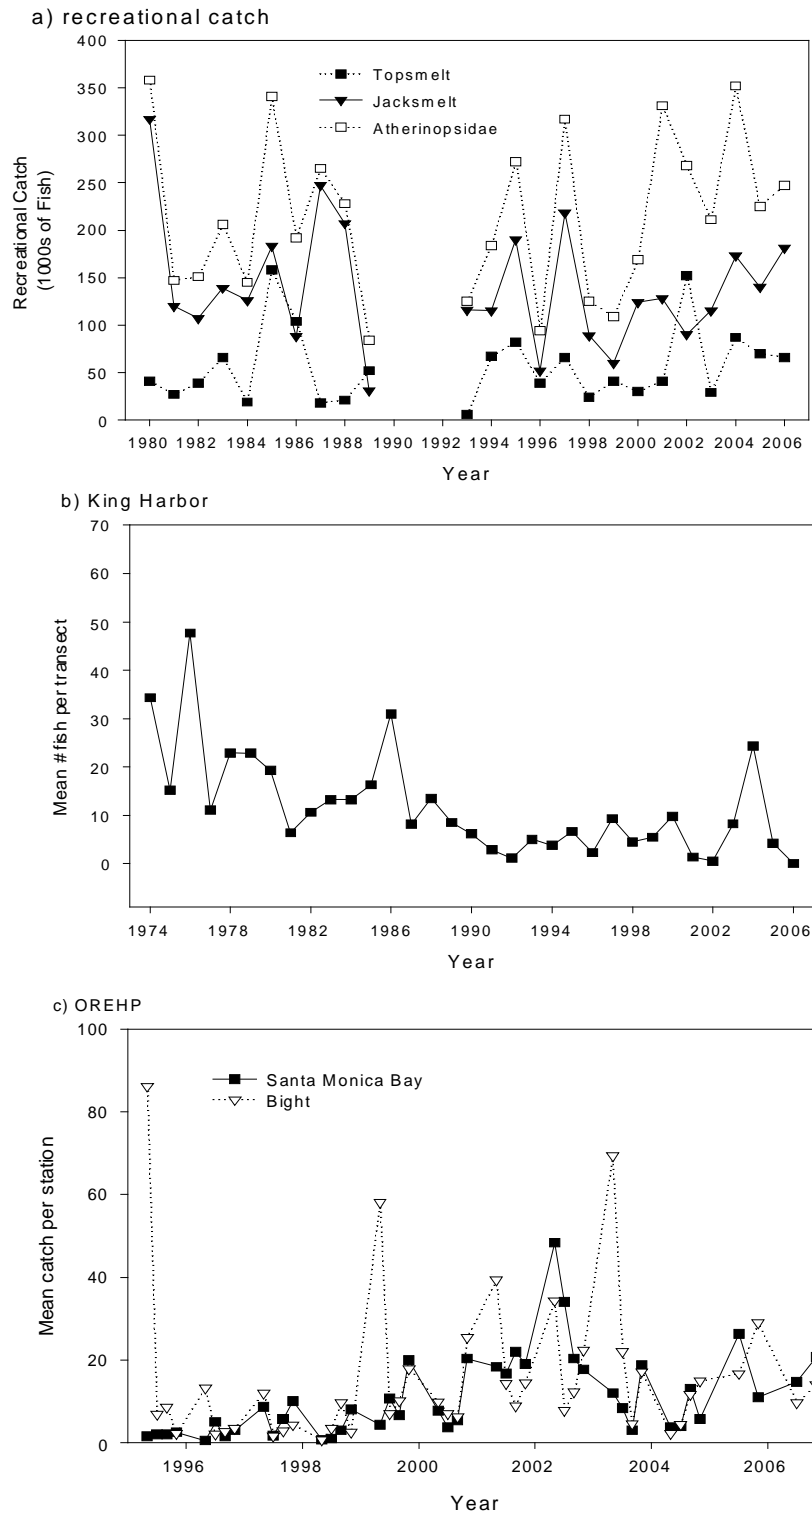 a) recreational catch
400
350
300
250
200
150
100
50
0
Recreational Catch
(1000s of Fish)
Topsmelt
Jacksmelt
Atherinopsidae
1980 1982 1984 1986 1988 1990 1992 1994 1996 1998 2000 2002 2004 2006
Year
b) King Harbor
70
60
50
40
30
20
10
0
Mean # fish per transect
1974 1978 1982 1986 1990 1994 1998 2002 2006
Year
c) OREHP
100
80
60
40
20
0
Mean catch per station
Santa Monica Bay
Bight
1996 1998 2000 2002 2004 2006
Year